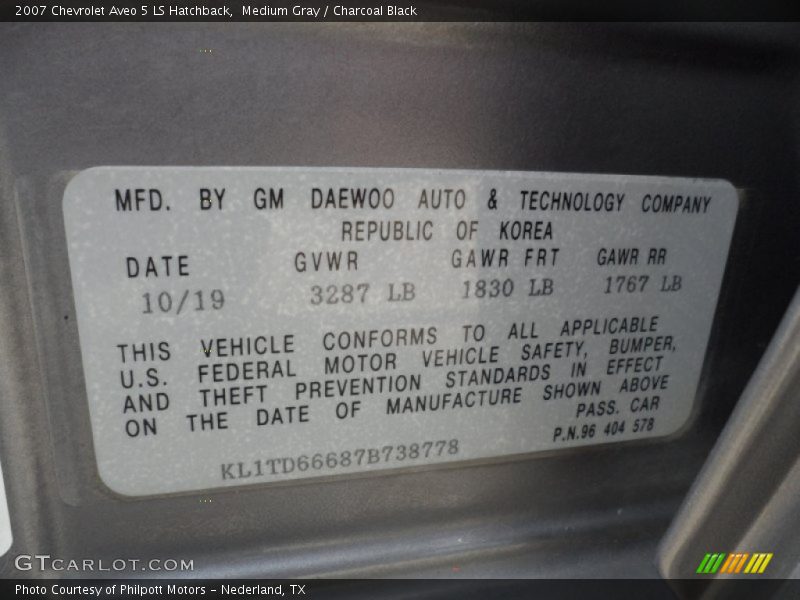 2007 Chevrolet Aveo 5 LS Hatchback,  Medium Gray / Charcoal Black
MFD. BY GM DAEWOO AUTO & TECHNOLOGY COMPANY
REPUBLIC OF KOREA
DATE GVWR GAWR FRT GAWR RR
10/19 3287 LB 1830 LB 1767 LB
THIS VEHICLE CONFORMS TO ALL APPLICABLE
U.S. FEDERAL MOTOR VEHICLE SAFETY, BUMPER,
AND THEFT PREVENTION STANDARDS IN EFFECT
ON THE DATE OF MANUFACTURE SHOWN ABOVE
PASS. CAR
P.N.96 404 578
KL1TD66687B738778
GTCARLOT.COM
Photo Courtesy of Philpott Motors - Nederland, TX